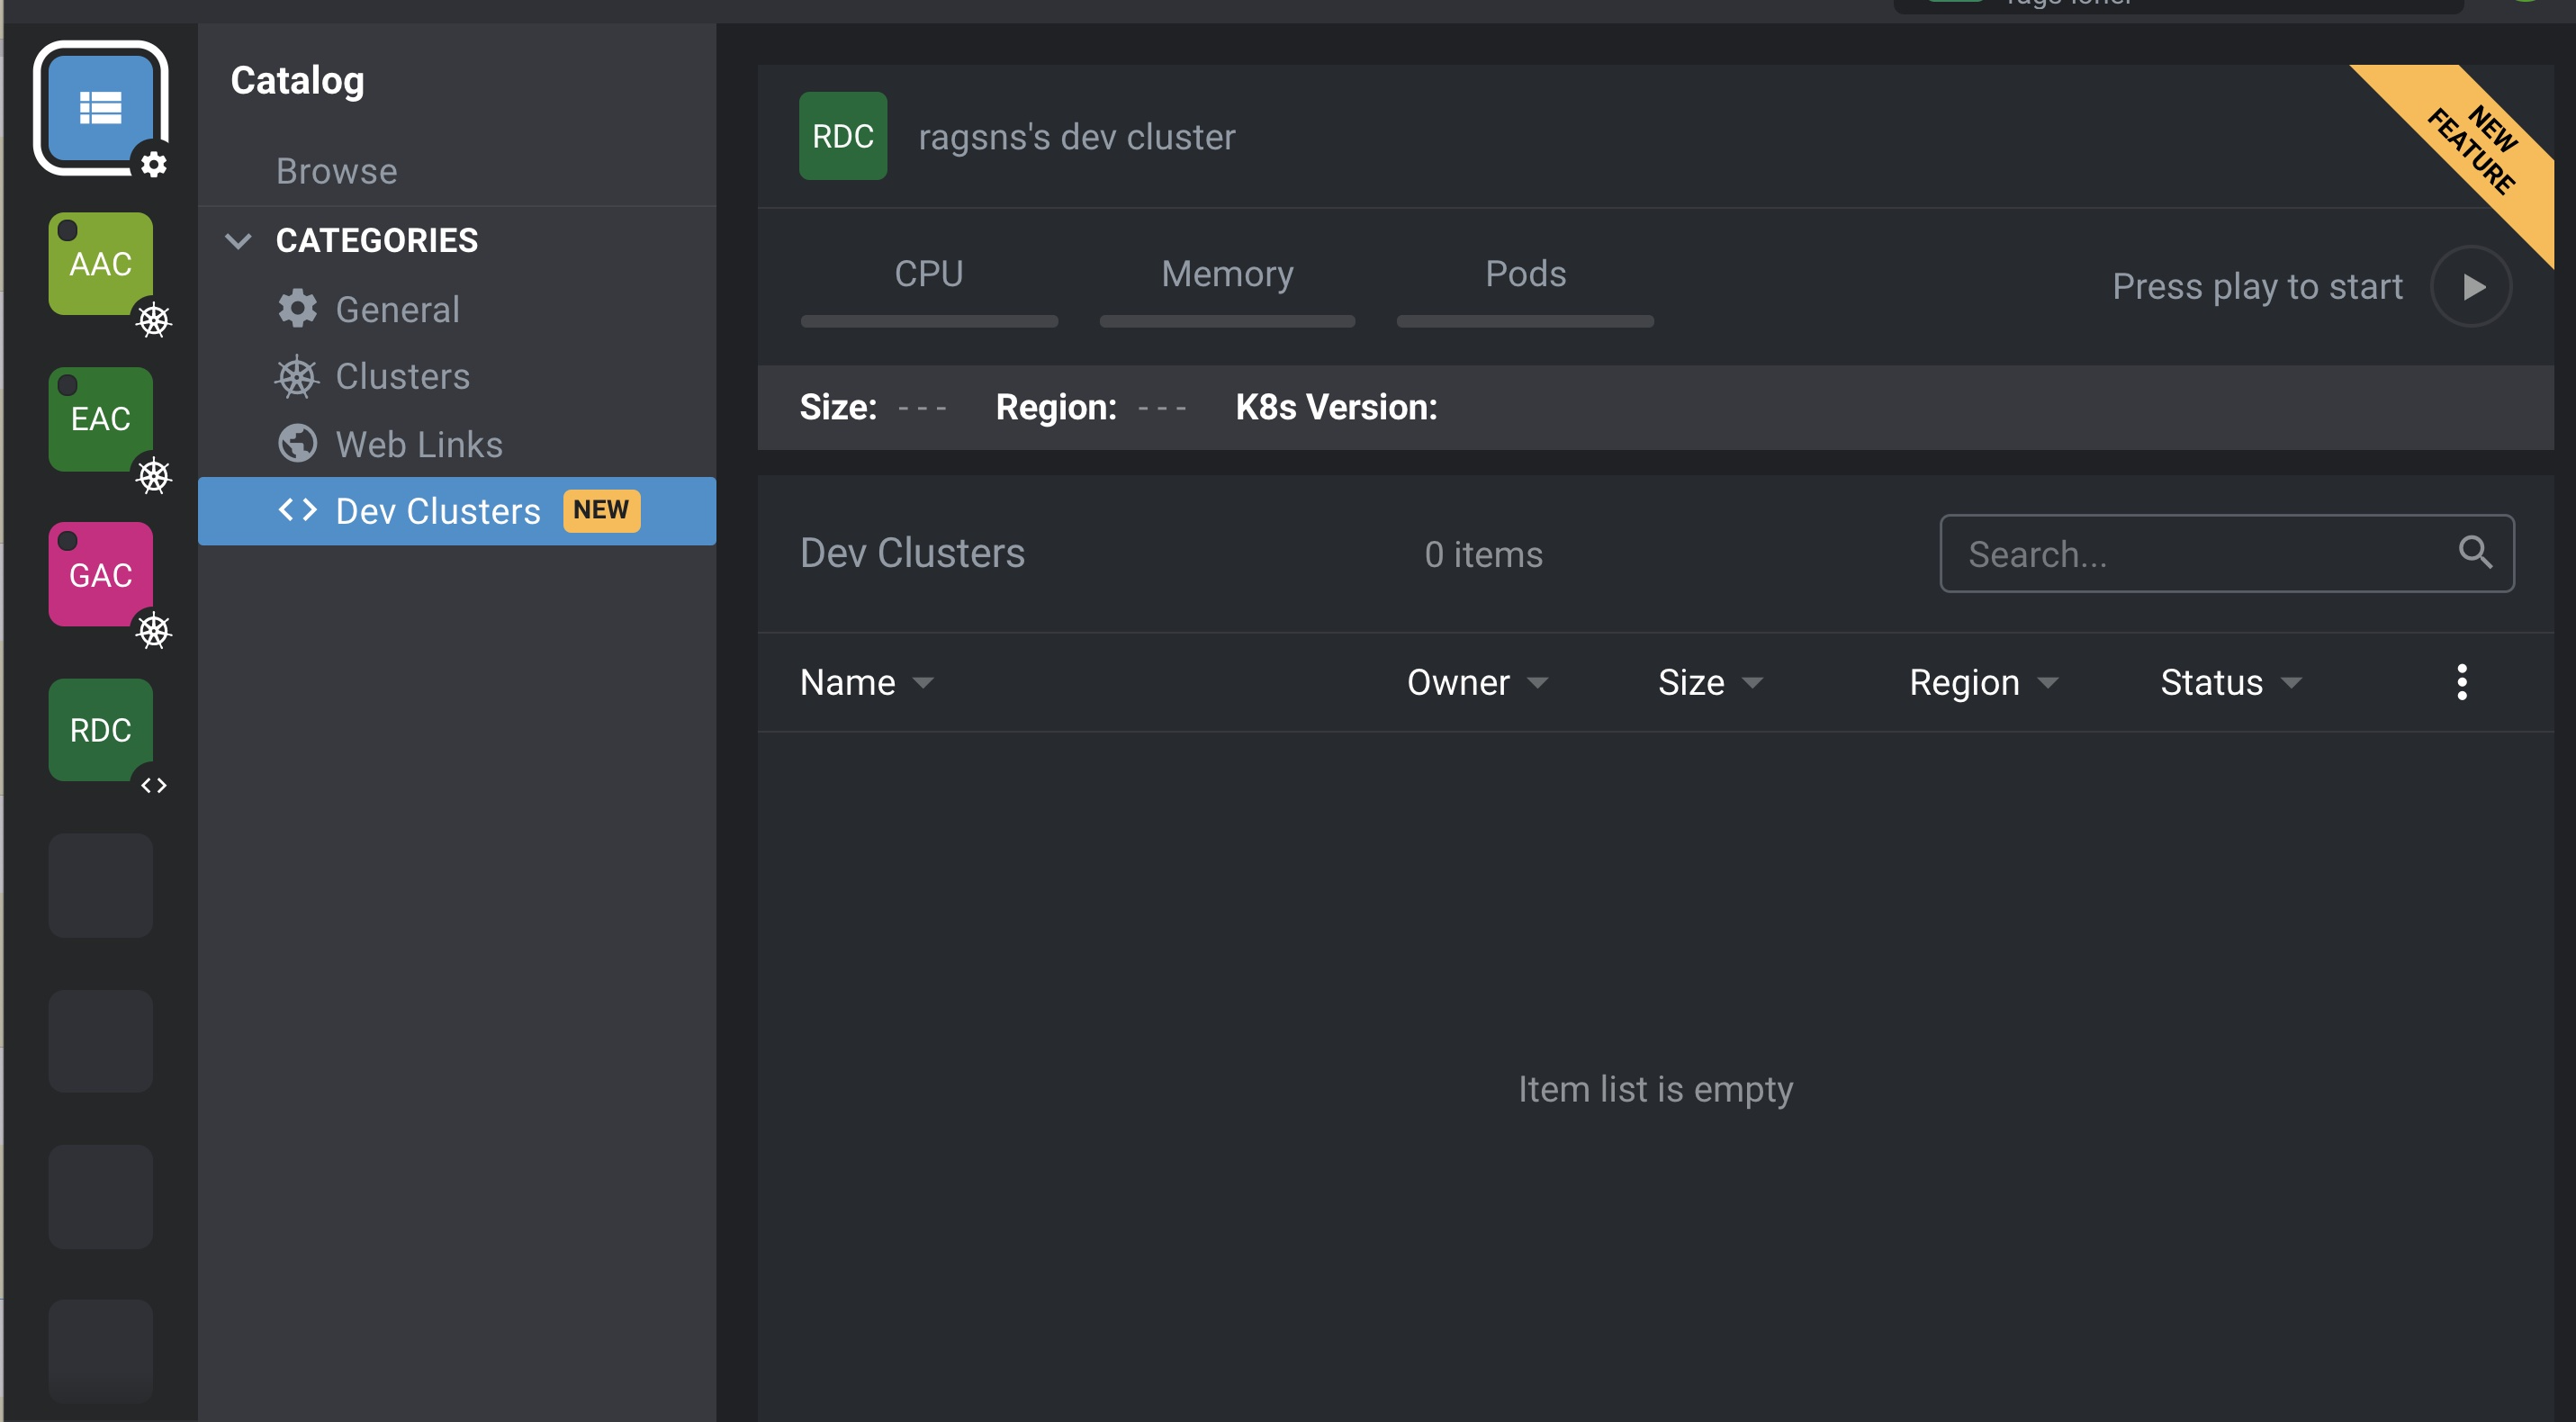 Catalog
Browse
CATEGORIES
General
Clusters
Web Links
Dev Clusters NEW
AAC
EAC
GAC
RDC
RDC ragsns's dev cluster
NEW
FEATURE
CPU Memory Pods
Press play to start
Size: --- Region: --- K8s Version:
Dev Clusters 0 items Search...
Name Owner Size Region Status
Item list is empty